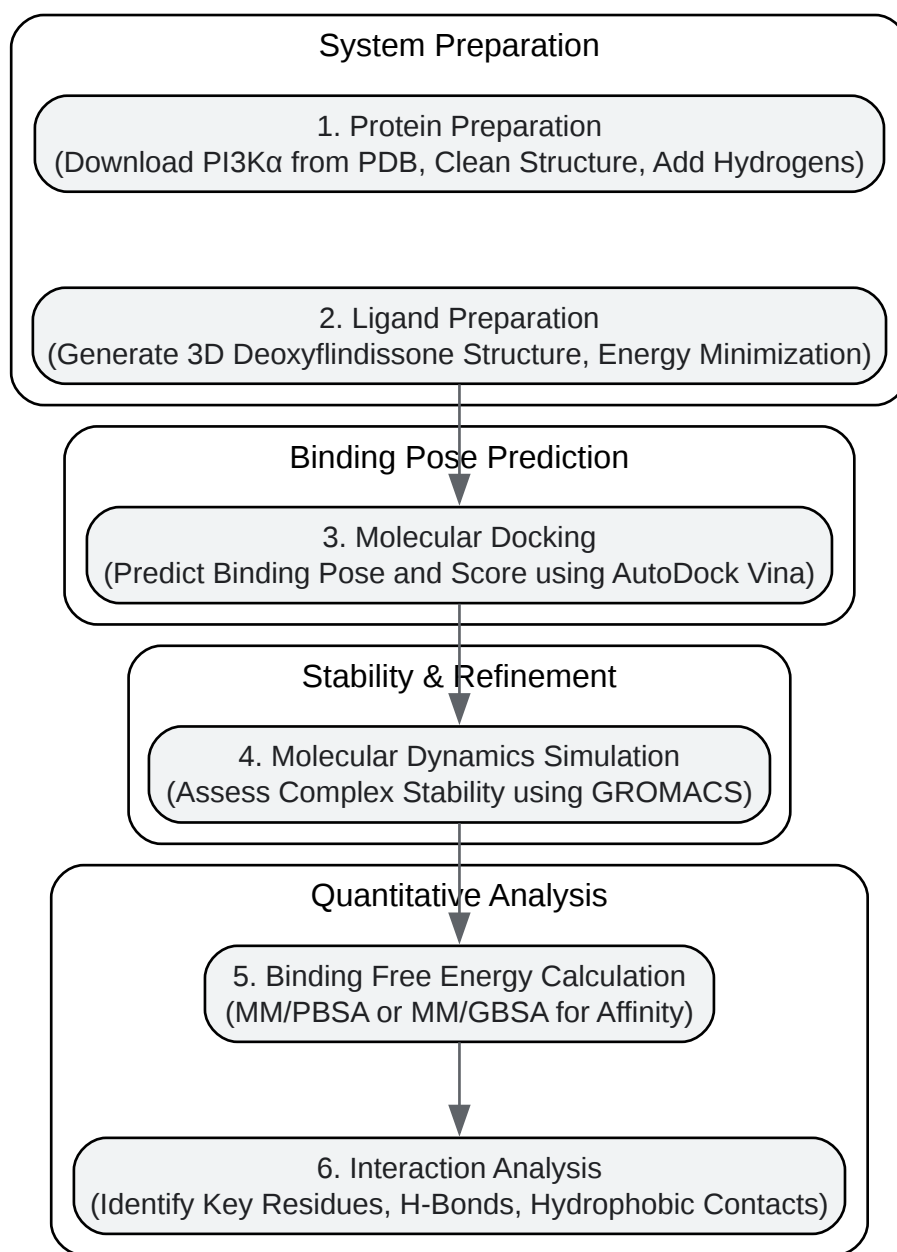 System Preparation
1. Protein Preparation
(Download PI3Kα from PDB, Clean Structure, Add Hydrogens)
2. Ligand Preparation
(Generate 3D Deoxyflindissone Structure, Energy Minimization)
Binding Pose Prediction
3. Molecular Docking
(Predict Binding Pose and Score using AutoDock Vina)
Stability & Refinement
4. Molecular Dynamics Simulation
(Assess Complex Stability using GROMACS)
Quantitative Analysis
5. Binding Free Energy Calculation
(MM/PBSA or MM/GBSA for Affinity)
6. Interaction Analysis
(Identify Key Residues, H-Bonds, Hydrophobic Contacts)